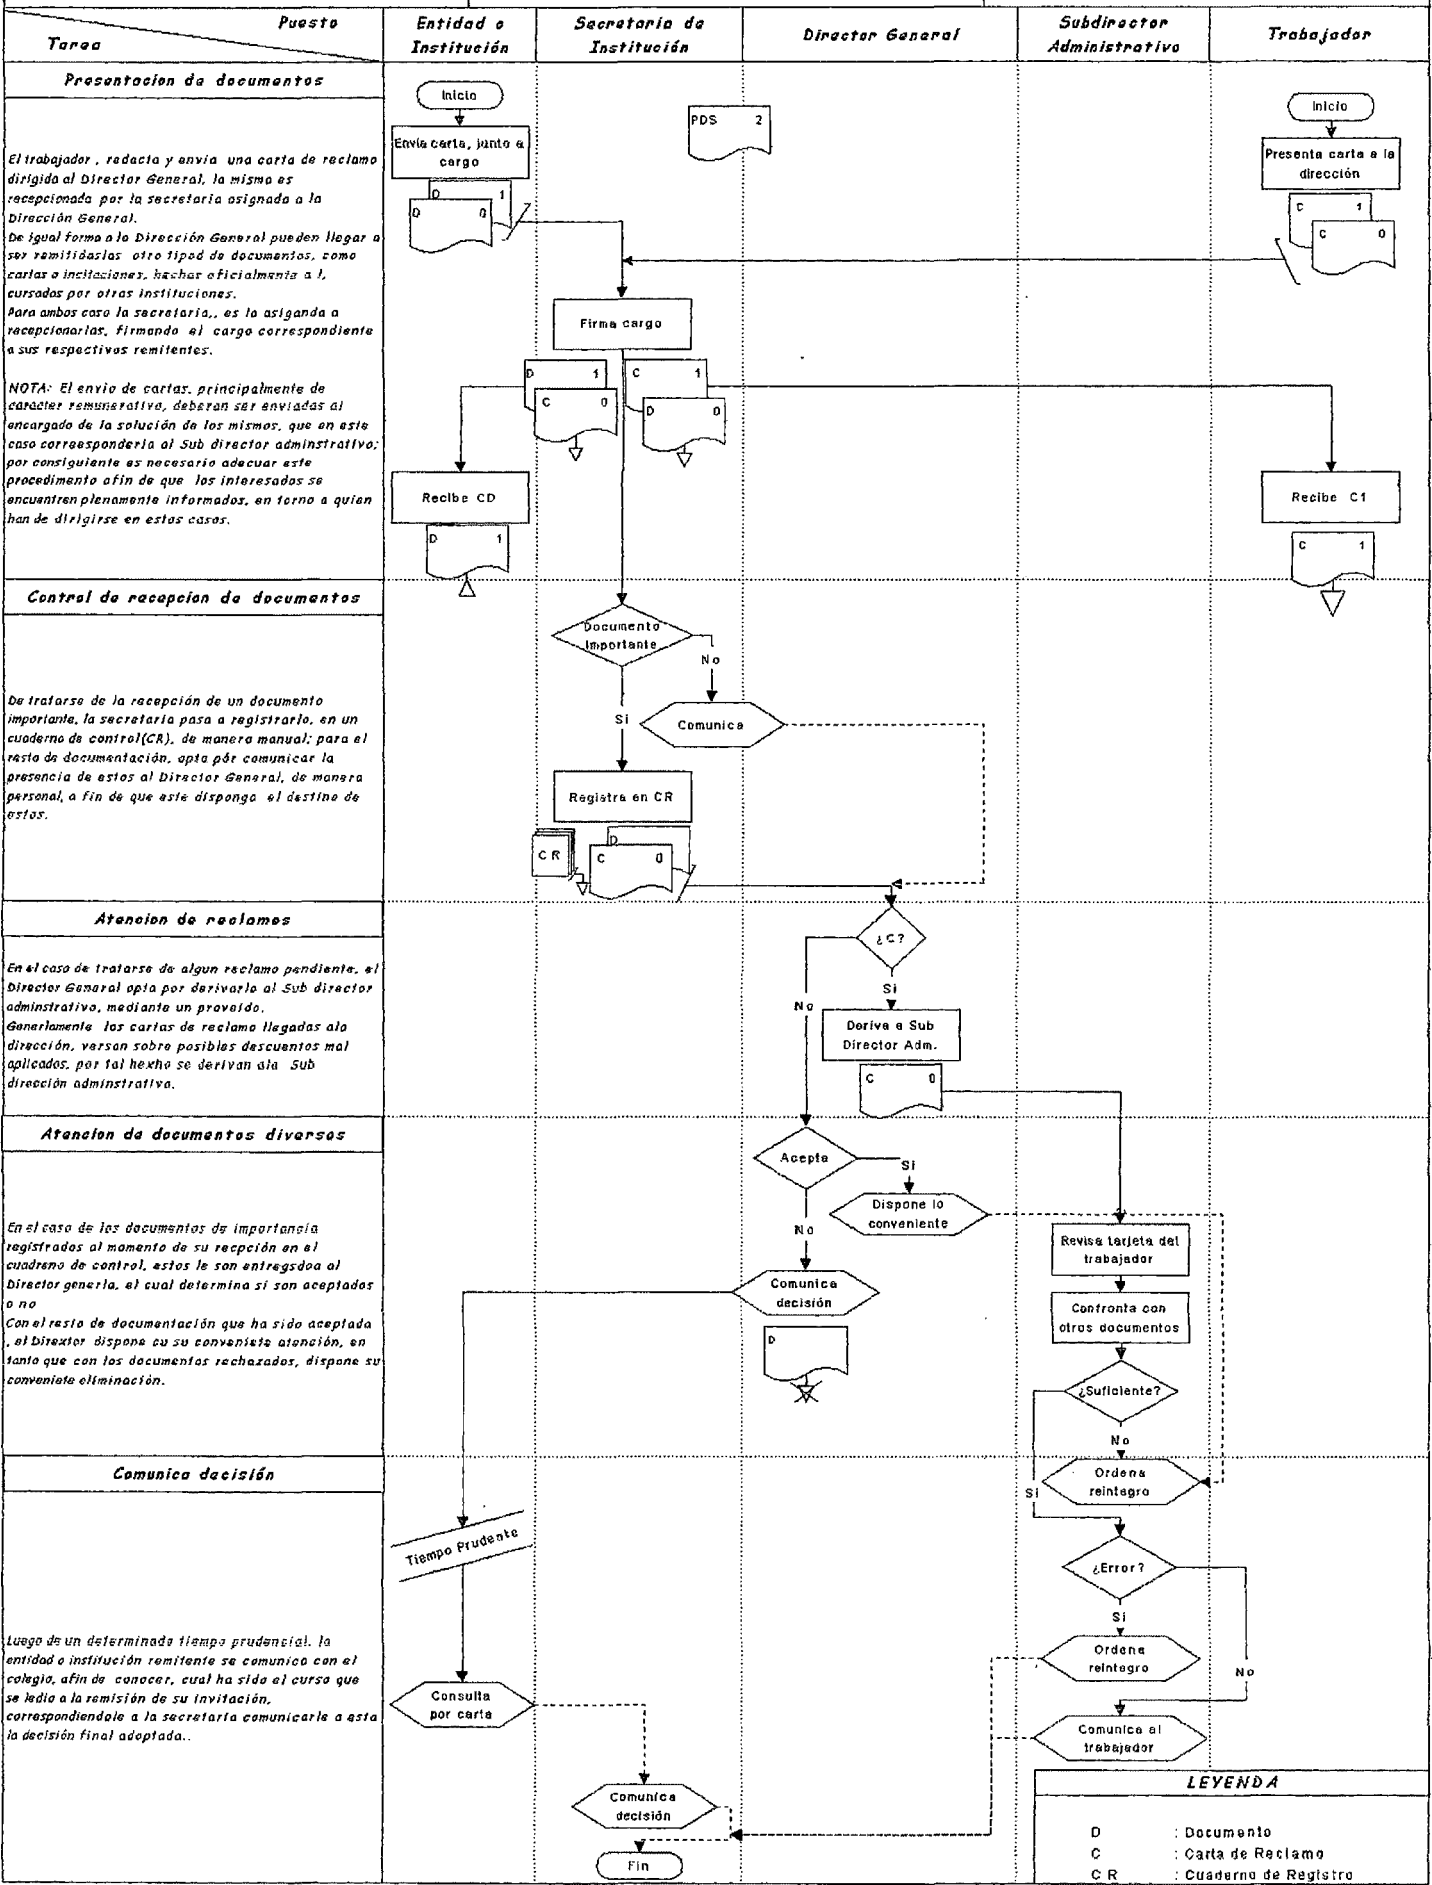 Puesto
Tarea
Entidad o
Institución
Secretaria de
Institución
Director General
Subdirector
Administrativo
Trabajador
Presentacion de documentos
El trabajador , redacta y envia una carta de reclamo
dirigida al Director General, la misma es
recepcionada por la secretaria asignada a la
Dirección General.
De igual forma a la Dirección General pueden llegar a
ser remitidaslas otro tipod de documentos, como
cartas o incitaciones, hechas oficialmente a l,
cursadas por otras instituciones.
Para ambos caso la secretaria,, es la asiganda a
recepcionarlas, firmando el cargo correspondiente
a sus respectivos remitentes.
NOTA: El envio de cartas, principalmente de
carácter remunerativo, deberan ser enviadas al
encargado de la solución de los mismos, que en este
caso correesponderia al Sub director adminstrativo;
por consiguiente es necesario adecuar este
procedimento afin de que los interesados se
encuentren plenamente informados, en torno a quien
han de dirigirse en estos casos.
Inicio
Envia carta, junto a
cargo
D 1
D 0
PDS 2
Inicio
Presenta carta a la
dirección
C 1
C 0
Firma cargo
D 1
C 0
C 1
D 0
Recibe CD
D 1
Recibe C1
C 1
Control de recepcion de documentos
De tratarse de la recepción de un documento
importante, la secretaria pasa a registrarlo, en un
cuaderno de control(CR), de manera manual; para el
resto de documentación, opta pór comunicar la
presencia de estos al Director General, de manera
personal, a fin de que este disponga el destino de
estos.
Documento
Importante
No
Si
Comunica
Registra en CR
C R
D
C 0
Atencion de reclamos
En el caso de tratarse de algun reclamo pendiente, el
Director General opta por derivarlo al Sub director
adminstrativo, mediante un proveido.
Generlamente las cartas de reclamo llegadas ala
dirección, versan sobre posibles descuentos mal
aplicados, por tal hexho se derivan ala Sub
dirección adminstrativa.
¿C?
Si
No
Deriva a Sub
Director Adm.
C 0
Atencion de documentos diversos
En el caso de los documentos de importancia
registrados al momento de su recpción en el
cuadreno de control, estos le son entregsdoa al
Director generla, el cual determina si son aceptados
o no
Con el resto de documentación que ha sido aceptada
, el Dirextor dispone cu su conveniete atención, en
tanto que con los documentos rechazados, dispone su
conveniete eliminación.
Acepta
Si
No
Dispone lo
conveniente
Comunica
decisión
D
Revisa tarjeta del
trabajador
Confronta con
otros documentos
¿Suficiente?
No
Si
Comunica decisión
Luego de un determinado tiempo prudencial, la
entidad o institución remitente se comunica con el
colegio, afin de conocer, cual ha sido el curso que
se ledio a la remisión de su invitación,
correspondiendole a la secretaria comunicarle a esta
la decisión final adoptada..
Tiempo Prudente
Consulta
por carta
Comunica
decisión
Fin
Ordena
reintegro
¿Error?
Si
No
Ordena
reintegro
Comunica al
trabajador
LEYENDA
D : Documento
C : Carta de Reclamo
C R : Cuaderno de Registro